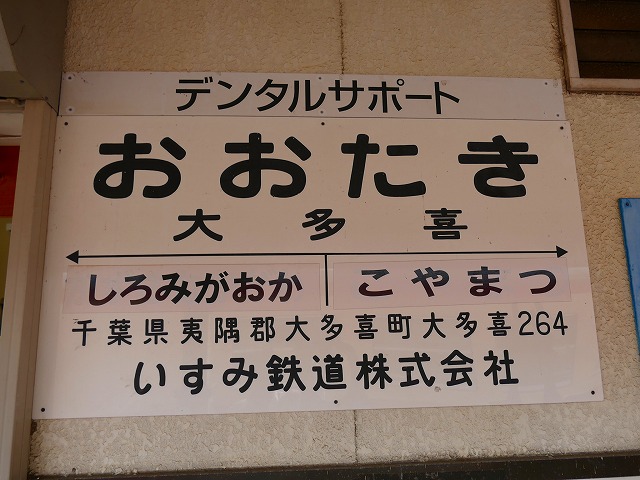 デンタルサポート
おおたき
大多喜
しろみがおか こやまつ
千葉県夷隅郡大多喜町大多喜264
いすみ鉄道株式会社